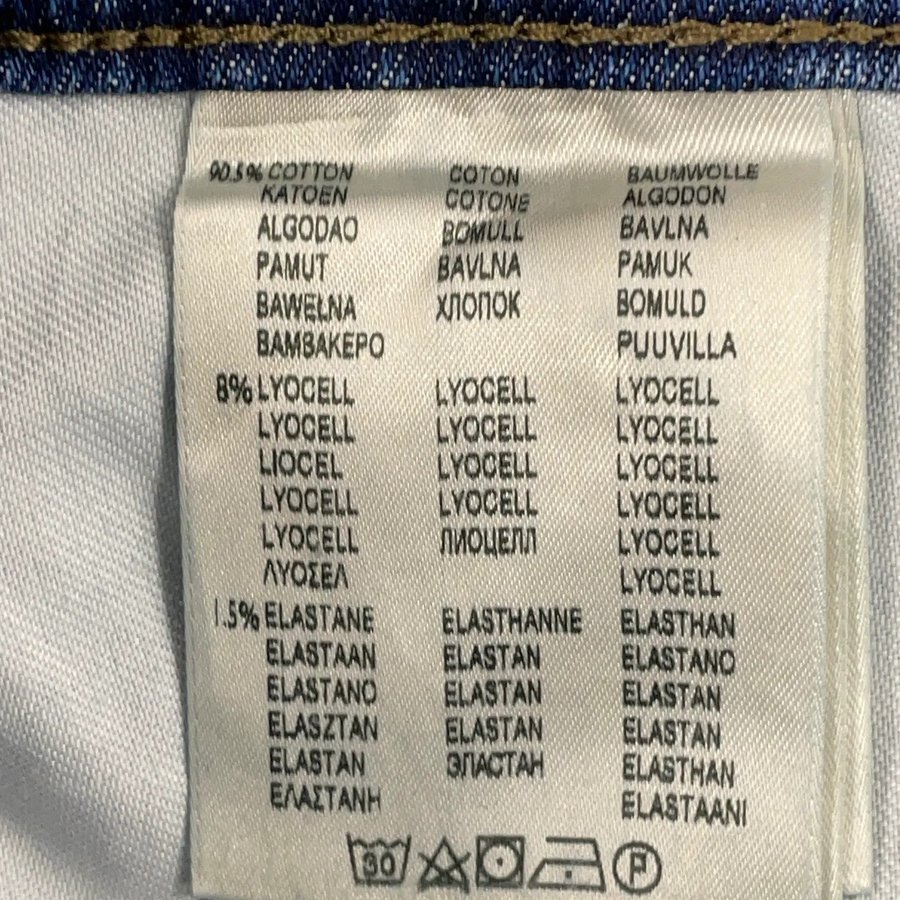 90.5% COTTON COTON BAUMWOLLE
KATOEN COTONE ALGODON
ALGODAO BOMULL BAVLNA
PAMUT BAVLNA PAMUK
BAWEŁNA ХЛОПОК BOMULD
BAMBAKEPO PUUVILLA
8% LYOCELL LYOCELL LYOCELL
LYOCELL LYOCELL LYOCELL
LIOCEL LYOCELL LYOCELL
LYOCELL LYOCELL LYOCELL
LYOCELL ЛИОЦЕЛЛ LYOCELL
ΛΥΟΣΕΛ LYOCELL
1.5% ELASTANE ELASTHANNE ELASTHAN
ELASTAAN ELASTAN ELASTANO
ELASTANO ELASTAN ELASTAN
ELASZTAN ELASTAN ELASTAN
ELASTAN ЭЛАСТАН ELASTHAN
ΕΛΑΣΤΑΝΗ ELASTAANI
30 P